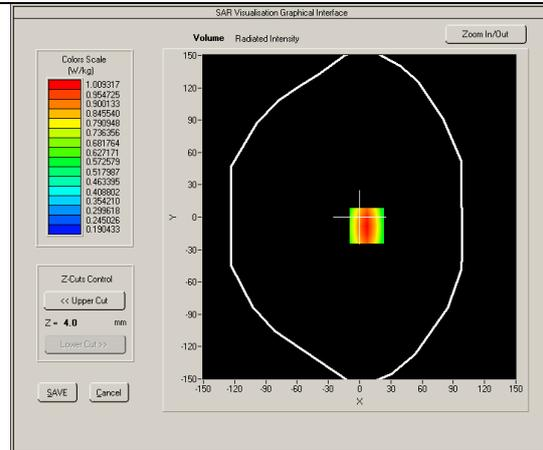 SAR Visualisation Graphical Interface
Volume Radiated Intensity
Zoom In/Out
Colors Scale
(W/kg)
1.009317
0.954725
0.900133
0.845540
0.790948
0.736356
0.681764
0.627171
0.572579
0.517987
0.463395
0.408802
0.354210
0.299618
0.245026
0.190433
Z-Cuts Control
<< Upper Cut
Z = 4.0 mm
Lower Cut >>
SAVE Cancel
150
120
90
60
30
0
-30
-60
-90
-120
-150
Y
-150 -120 -90 -60 -30 0 30 60 90 120 150
X